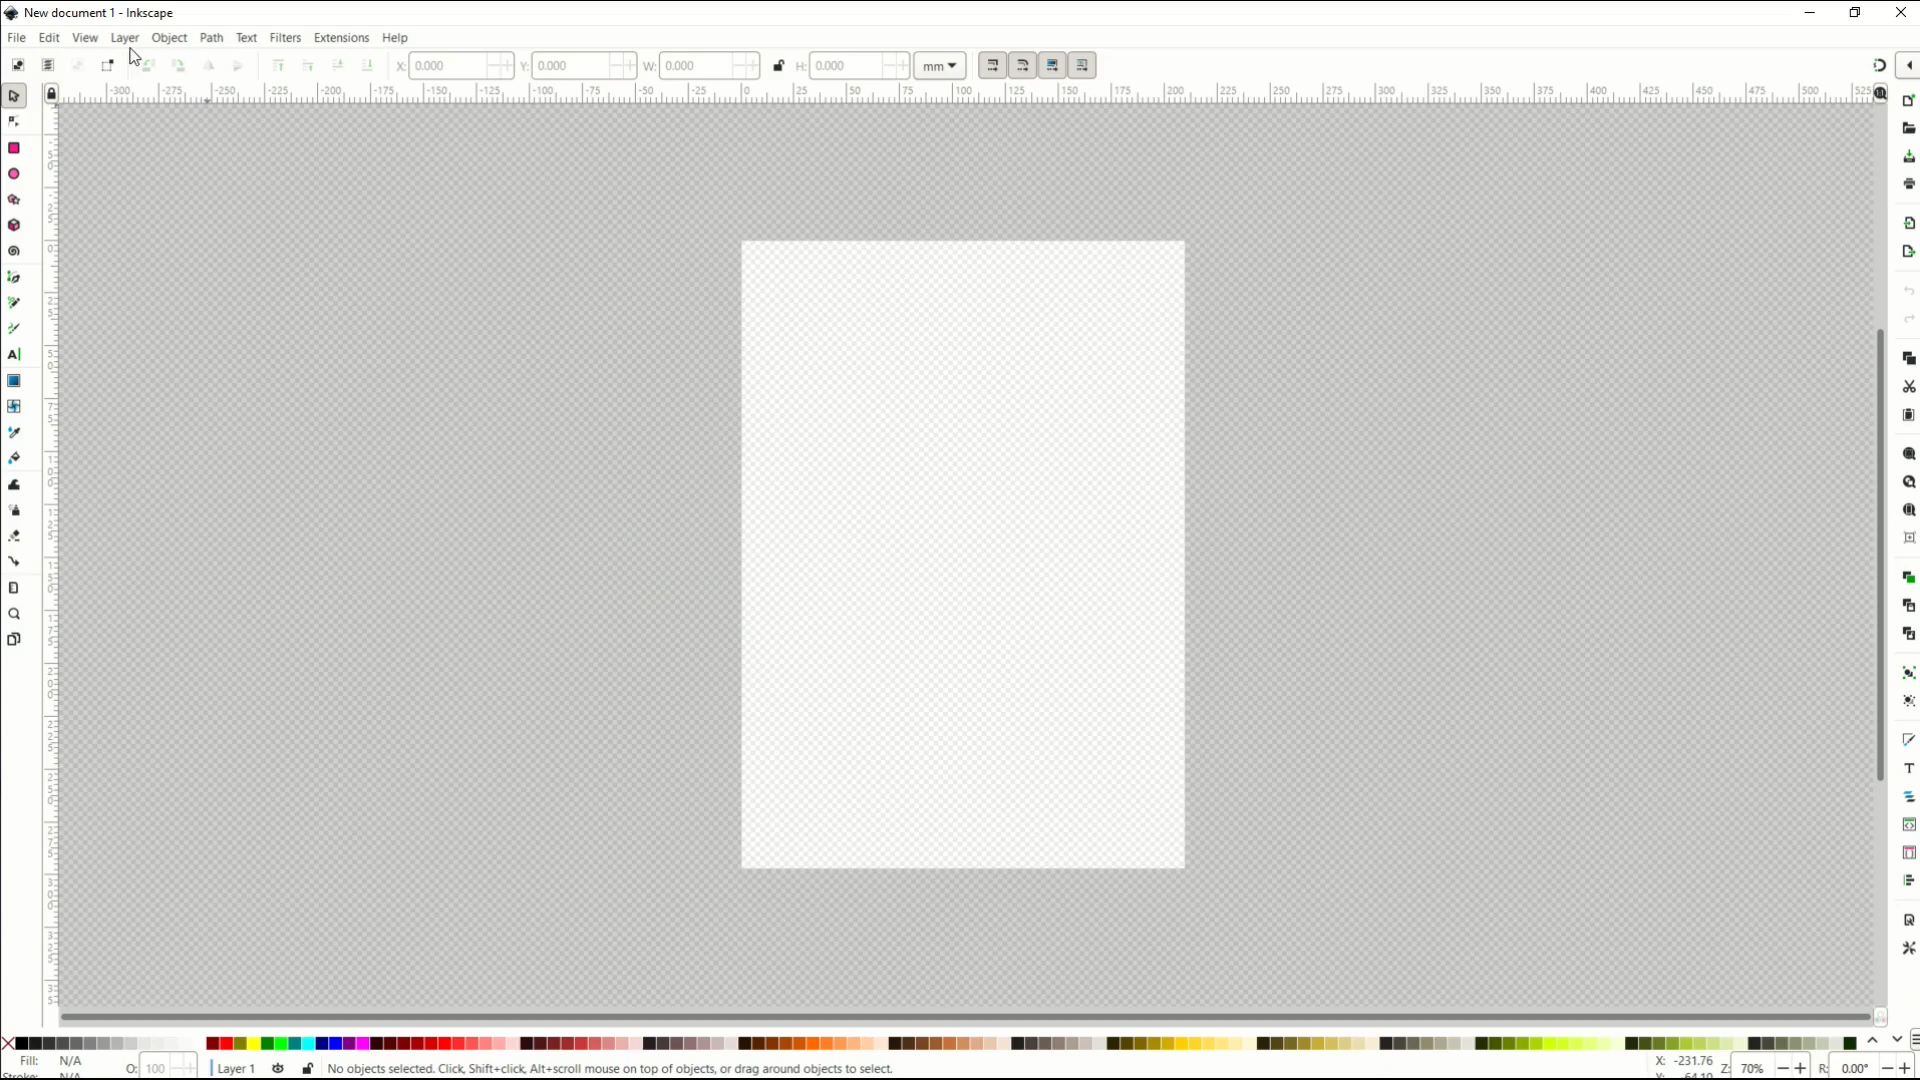 New document 1 - Inkscape
File Edit View Layer Object Path Text Filters Extensions Help
X: 0.000 Y: 0.000 W: 0.000 H: 0.000 mm
-300 -275 -250 -225 -200 -175 -150 -125 -100 -75 -50 -25 0 25 50 75 100 125 150 175 200 225 250 275 300 325 350 375 400 425 450 475 500 525
Fill: N/A O: 100 Layer 1 No objects selected. Click, Shift+click, Alt+scroll mouse on top of objects, or drag around objects to select. X: -231.76 Z: 70% R: 0.00°
Stroke: N/A Y: -64.10